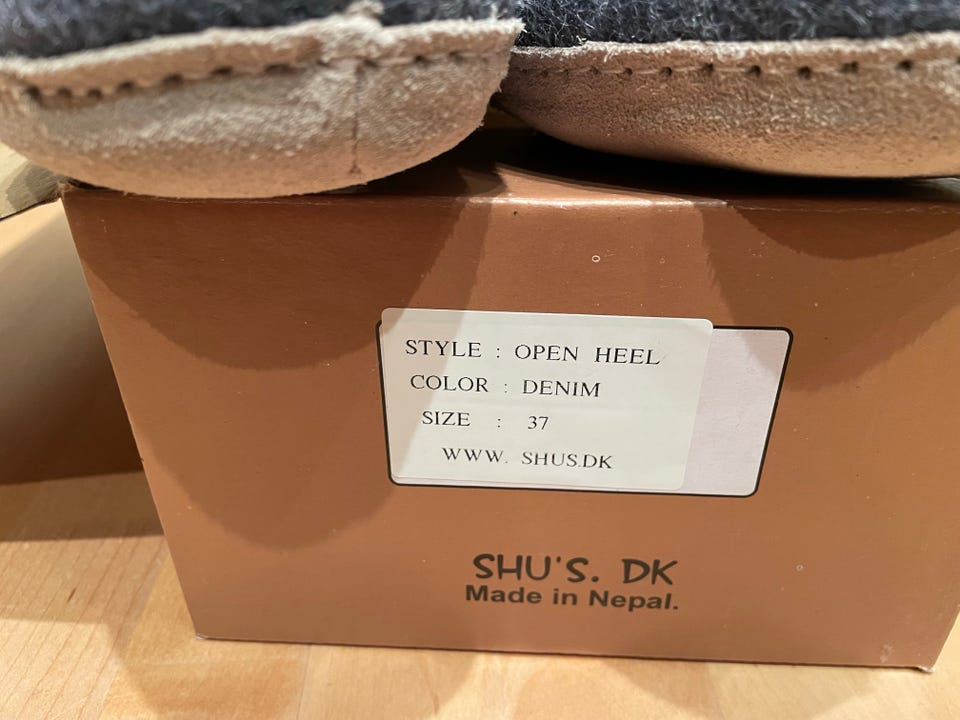 STYLE : OPEN HEEL
COLOR : DENIM
SIZE : 37
WWW. SHUS.DK
SHU'S. DK
Made in Nepal.